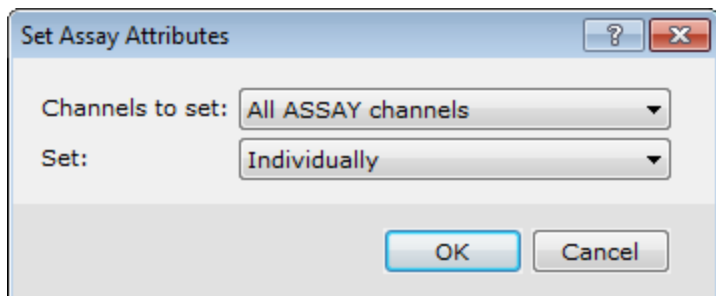 Set Assay Attributes ?
Channels to set: All ASSAY channels
Set: Individually
OK Cancel